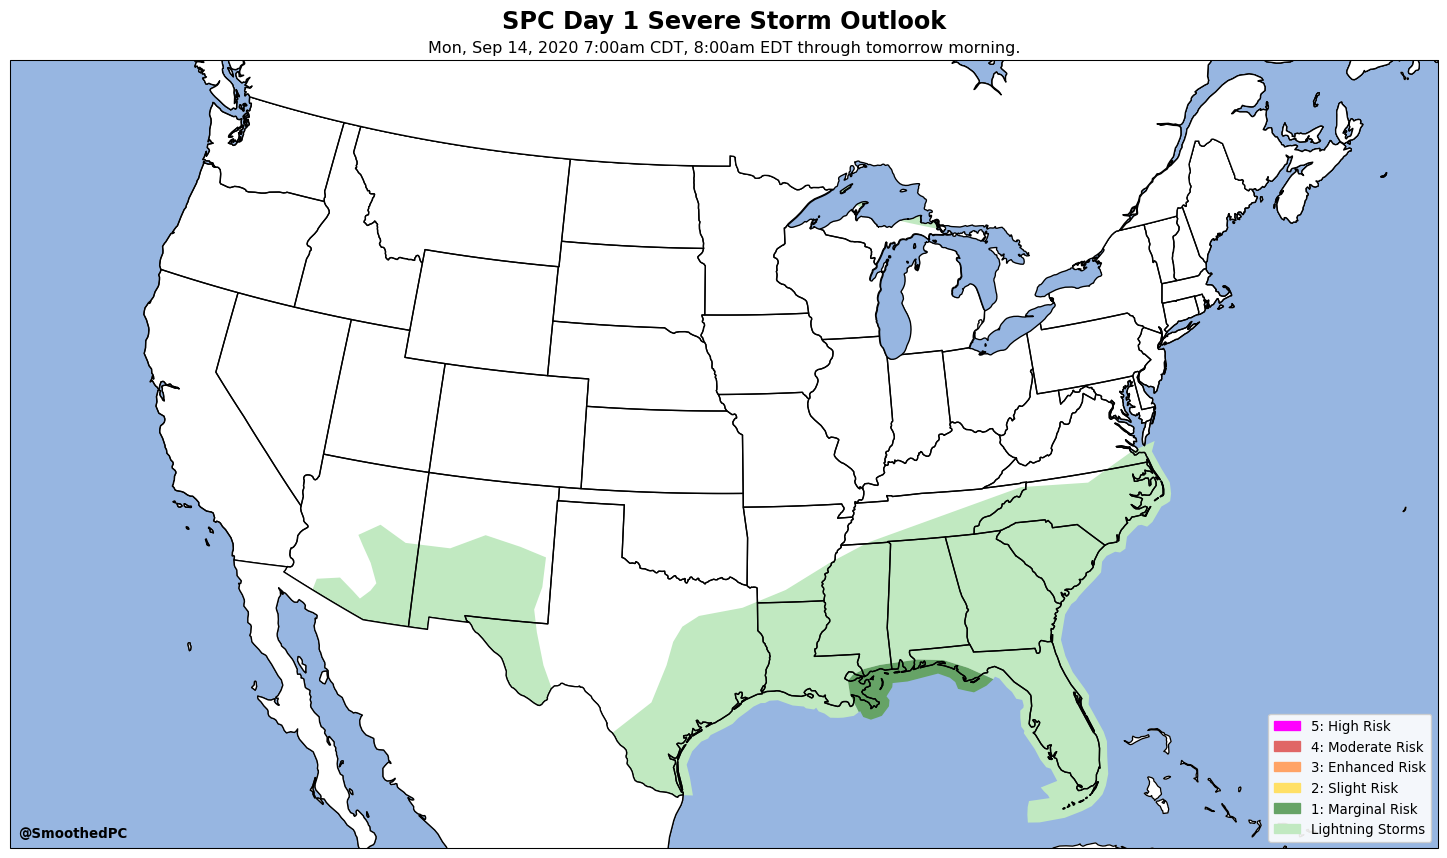 SPC Day 1 Severe Storm Outlook
Mon, Sep 14, 2020 7:00am CDT, 8:00am EDT through tomorrow morning.
5: High Risk
4: Moderate Risk
3: Enhanced Risk
2: Slight Risk
1: Marginal Risk
Lightning Storms
@SmoothedPC